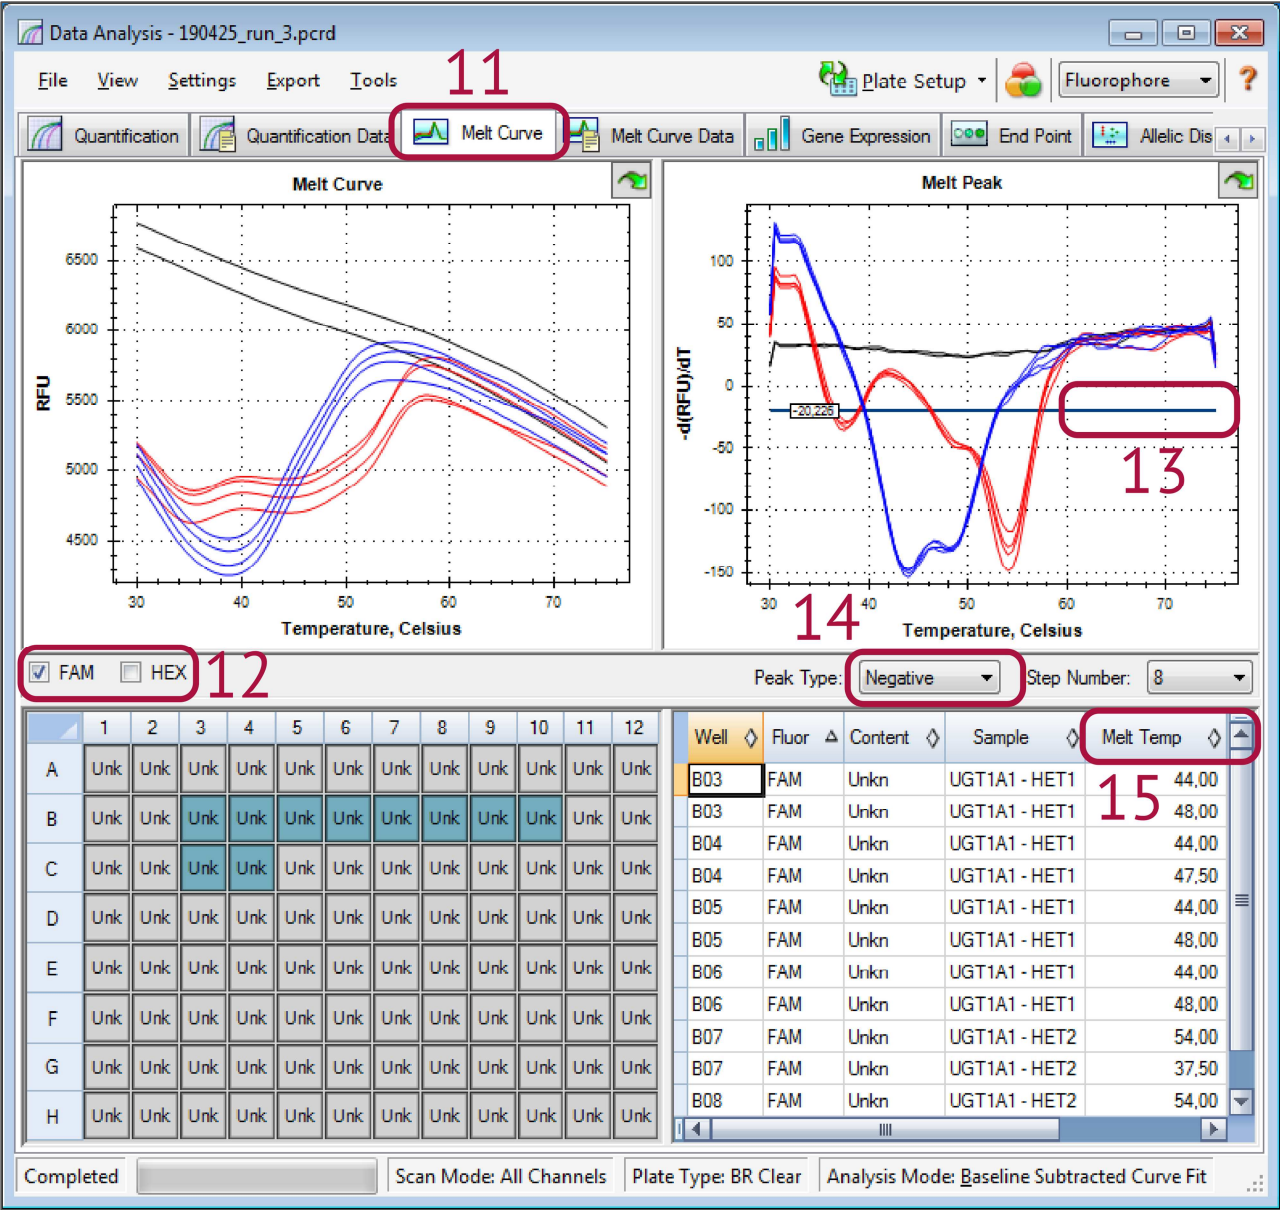 Data Analysis - 190425_run_3.pcrd
11
File View Settings Export Tools
Plate Setup Fluorophore ?
Quantification Quantification Data Melt Curve Melt Curve Data Gene Expression End Point Allelic Dis
Melt Curve
RFU
6500
6000
5500
5000
4500
30 40 50 60 70
Temperature, Celsius
Melt Peak
-d(RFU)/dT
100
50
0
-20,226
13
-50
-100
-150
30 40 50 60 70
14
Temperature, Celsius
FAM HEX 12
Peak Type: Negative Step Number: 8
1 2 3 4 5 6 7 8 9 10 11 12
A Unk Unk Unk Unk Unk Unk Unk Unk Unk Unk Unk Unk
B Unk Unk Unk Unk Unk Unk Unk Unk Unk Unk Unk Unk
C Unk Unk Unk Unk Unk Unk Unk Unk Unk Unk Unk Unk
D Unk Unk Unk Unk Unk Unk Unk Unk Unk Unk Unk Unk
E Unk Unk Unk Unk Unk Unk Unk Unk Unk Unk Unk Unk
F Unk Unk Unk Unk Unk Unk Unk Unk Unk Unk Unk Unk
G Unk Unk Unk Unk Unk Unk Unk Unk Unk Unk Unk Unk
H Unk Unk Unk Unk Unk Unk Unk Unk Unk Unk Unk Unk
Well Fluor Content Sample Melt Temp
15
B03 FAM Unkn UGT1A1 - HET1 44,00
B03 FAM Unkn UGT1A1 - HET1 48,00
B04 FAM Unkn UGT1A1 - HET1 44,00
B04 FAM Unkn UGT1A1 - HET1 47,50
B05 FAM Unkn UGT1A1 - HET1 44,00
B05 FAM Unkn UGT1A1 - HET1 48,00
B06 FAM Unkn UGT1A1 - HET1 44,00
B06 FAM Unkn UGT1A1 - HET1 48,00
B07 FAM Unkn UGT1A1 - HET2 54,00
B07 FAM Unkn UGT1A1 - HET2 37,50
B08 FAM Unkn UGT1A1 - HET2 54,00
Completed Scan Mode: All Channels Plate Type: BR Clear Analysis Mode: Baseline Subtracted Curve Fit